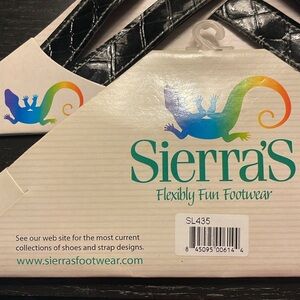 Sierra'S
Flexibly Fun Footwear
SL435
8 45095 00614 4
See our web site for the most current
collections of shoes and strap designs.
www.sierrasfootwear.com